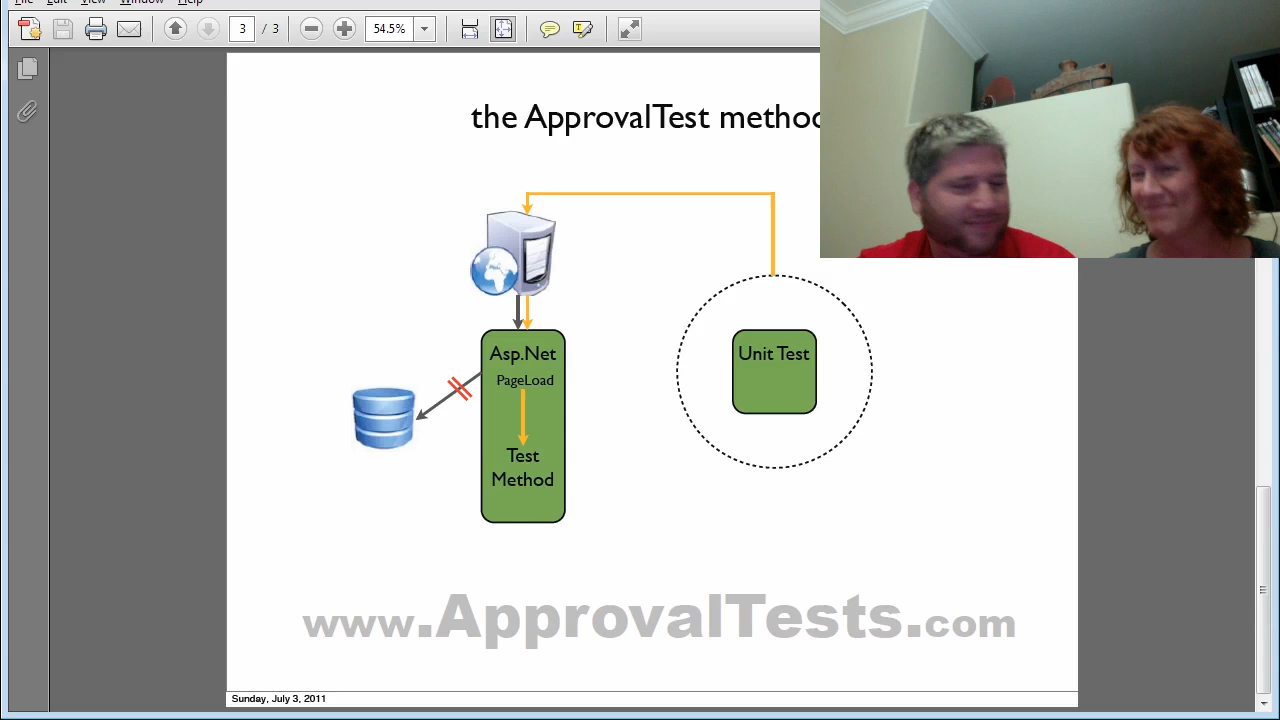 File Edit View Window Help
3 / 3 54.5%
the ApprovalTest method
Asp.Net
PageLoad
Test
Method
Unit Test
www.ApprovalTests.com
Sunday, July 3, 2011